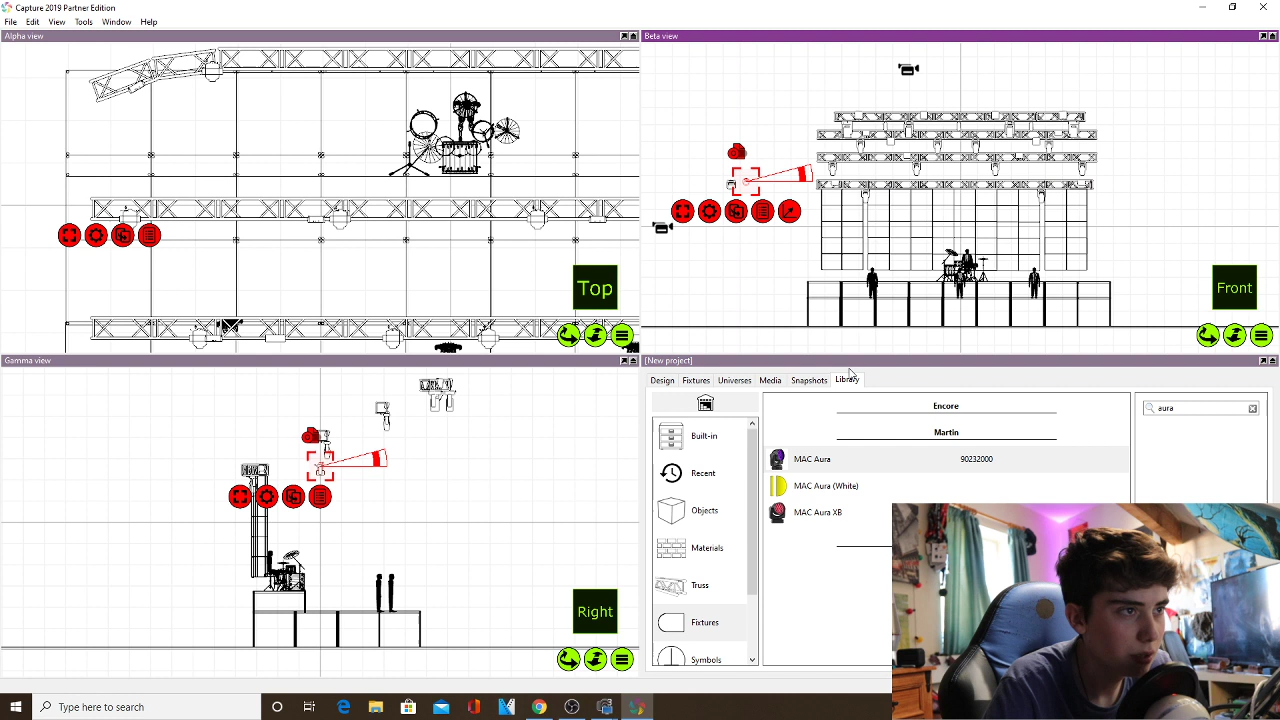 Capture 2019 Partner Edition
File Edit View Tools Window Help
Alpha view
Beta view
Top
Front
Gamma view
[New project]
Design Fixtures Universes Media Snapshots Library
Built-in
Recent
Objects
Materials
Truss
Fixtures
Symbols
Encore
Martin
MAC Aura 90232000
MAC Aura (White)
MAC Aura XB
aura
Right
Type here to search